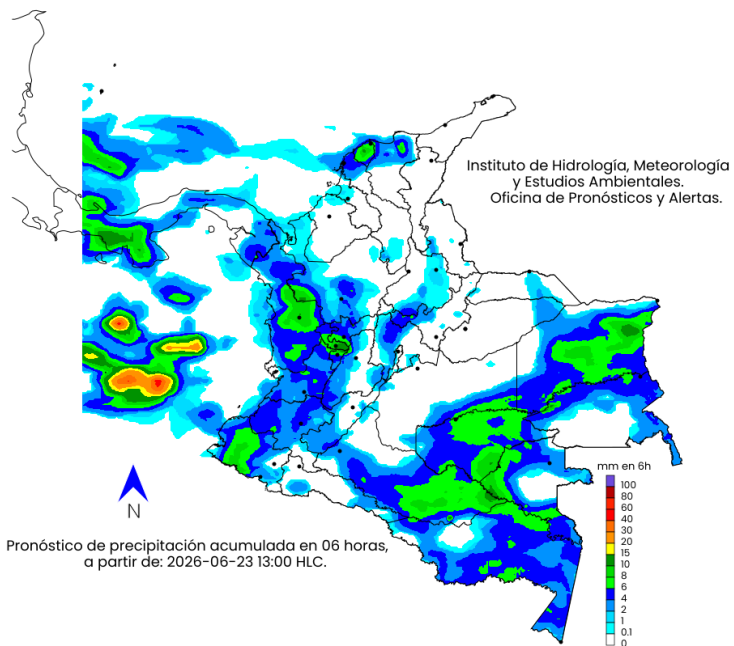 Instituto de Hidrología, Meteorología
y Estudios Ambientales.
Oficina de Pronósticos y Alertas.
mm en 6h
100
80
60
40
30
20
15
10
8
6
4
2
1
0.1
0
N
Pronóstico de precipitación acumulada en 06 horas,
a partir de: 2026-06-23 13:00 HLC.